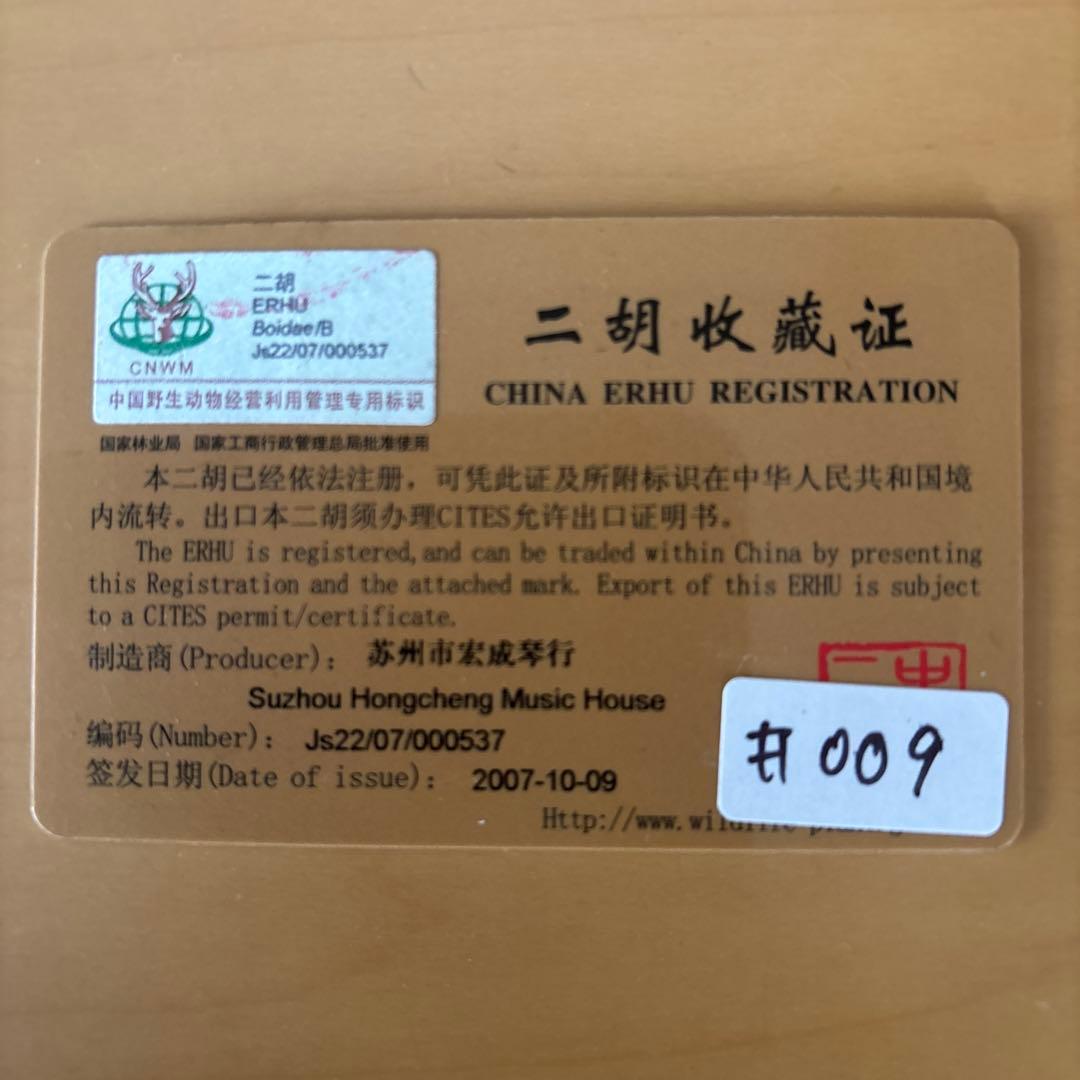 二胡
ERHU
Boidae/B
Js22/07/000537
CNWM
中国野生动物经营利用管理专用标识
国家林业局 国家工商行政管理总局批准使用
二胡收藏证
CHINA ERHU REGISTRATION
本二胡已经依法注册，可凭此证及所附标识在中华人民共和国境
内流转。出口本二胡须办理CITES允许出口证明书。
The ERHU is registered,and can be traded within China by presenting
this Registration and the attached mark. Export of this ERHU is subject
to a CITES permit/certificate.
制造商(Producer)： 苏州市宏成琴行
Suzhou Hongcheng Music House
编码(Number)： Js22/07/000537
签发日期(Date of issue)： 2007-10-09
#009
Http://www.